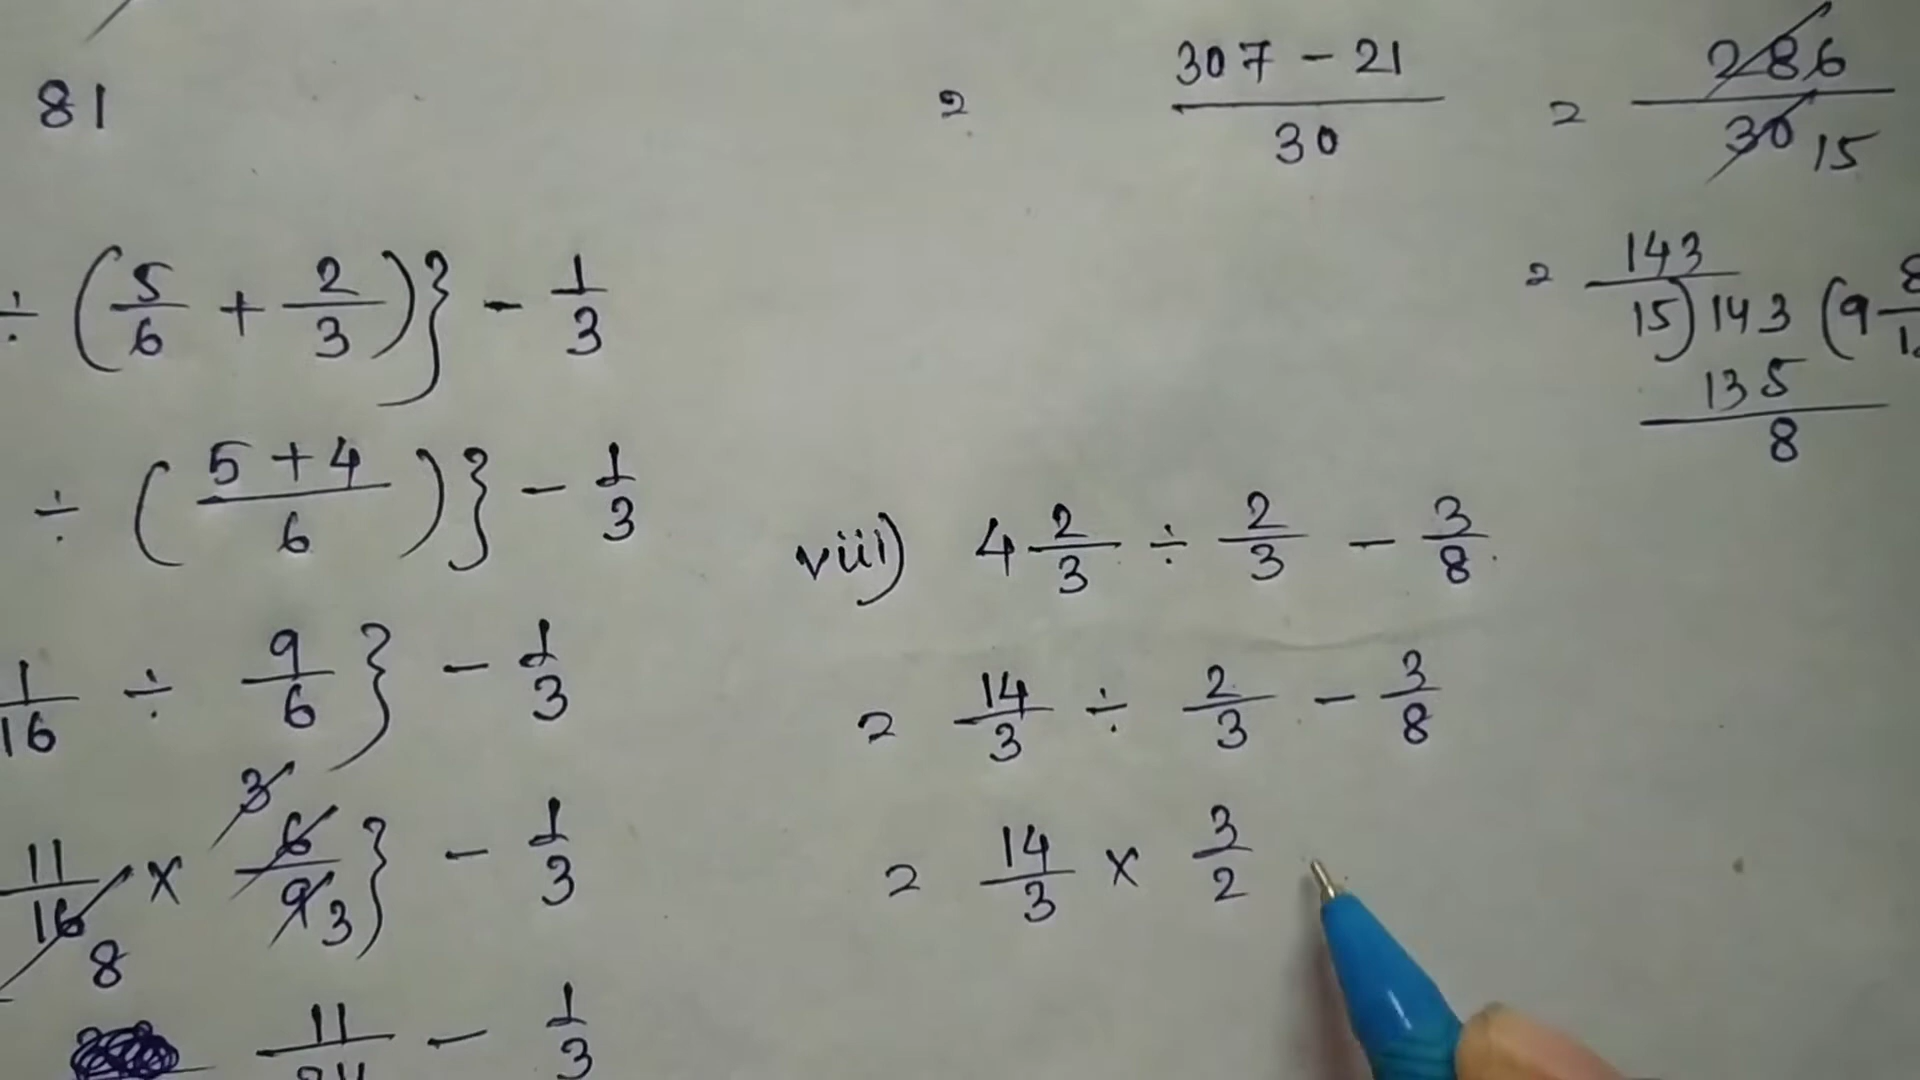 81
÷ (5/6 + 2/3)} - 1/3
÷ (5+4/6)} - 1/3
1/16 ÷ 9/6} - 1/3
3
11/16 x 6/9} - 1/3
8 3
11/ - 1/3
= 307 - 21/30 = 286/30 15
= 143/15)143(9 8/
135
8
viii) 4 2/3 ÷ 2/3 - 3/8
= 14/3 ÷ 2/3 - 3/8
= 14/3 x 3/2